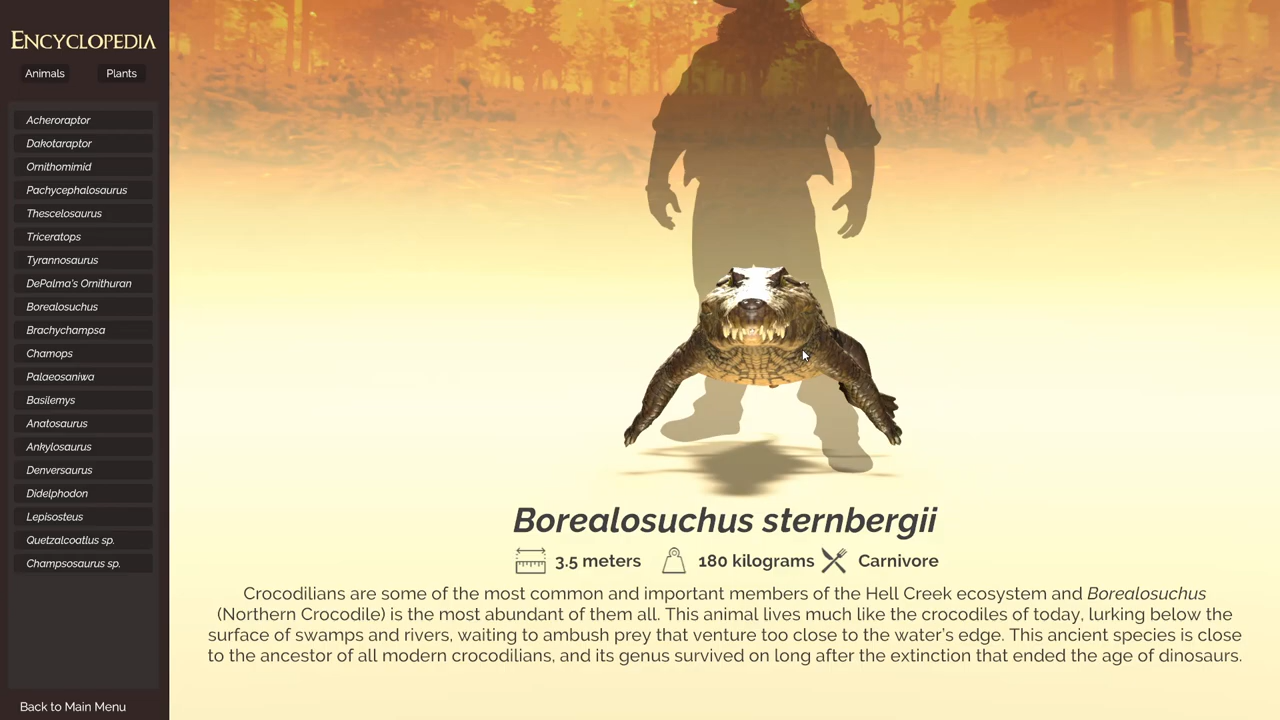 ENCYCLOPEDIA
Animals Plants
Acheroraptor
Dakotaraptor
Ornithomimid
Pachycephalosaurus
Thescelosaurus
Triceratops
Tyrannosaurus
DePalma's Ornithuran
Borealosuchus
Brachychampsa
Chamops
Palaeosaniwa
Basilemys
Anatosaurus
Ankylosaurus
Denversaurus
Didelphodon
Lepisosteus
Quetzalcoatlus sp.
Champsosaurus sp.
Back to Main Menu
Borealosuchus sternbergii
3.5 meters 180 kilograms Carnivore
Crocodilians are some of the most common and important members of the Hell Creek ecosystem and Borealosuchus
(Northern Crocodile) is the most abundant of them all. This animal lives much like the crocodiles of today, lurking below the
surface of swamps and rivers, waiting to ambush prey that venture too close to the water's edge. This ancient species is close
to the ancestor of all modern crocodilians, and its genus survived on long after the extinction that ended the age of dinosaurs.